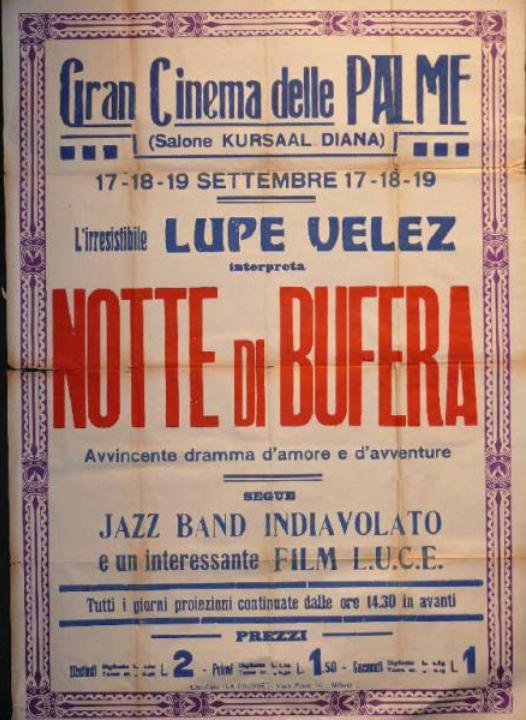 Gran Cinema delle PALME
(Salone KURSAAL DIANA)
17-18-19 SETTEMBRE 17-18-19
L'irresistibile LUPE VELEZ
interpreta
NOTTE DI BUFERA
Avvincente dramma d'amore e d'avventure
SEGUE
JAZZ BAND INDIAVOLATO
e un interessante FILM L.U.C.E.
Tutti i giorni proiezioni continuate dalle ore 14.30 in avanti
PREZZI
Distinti L. 2 - Primi L. 1.50 - Secondi L. 1
Milano